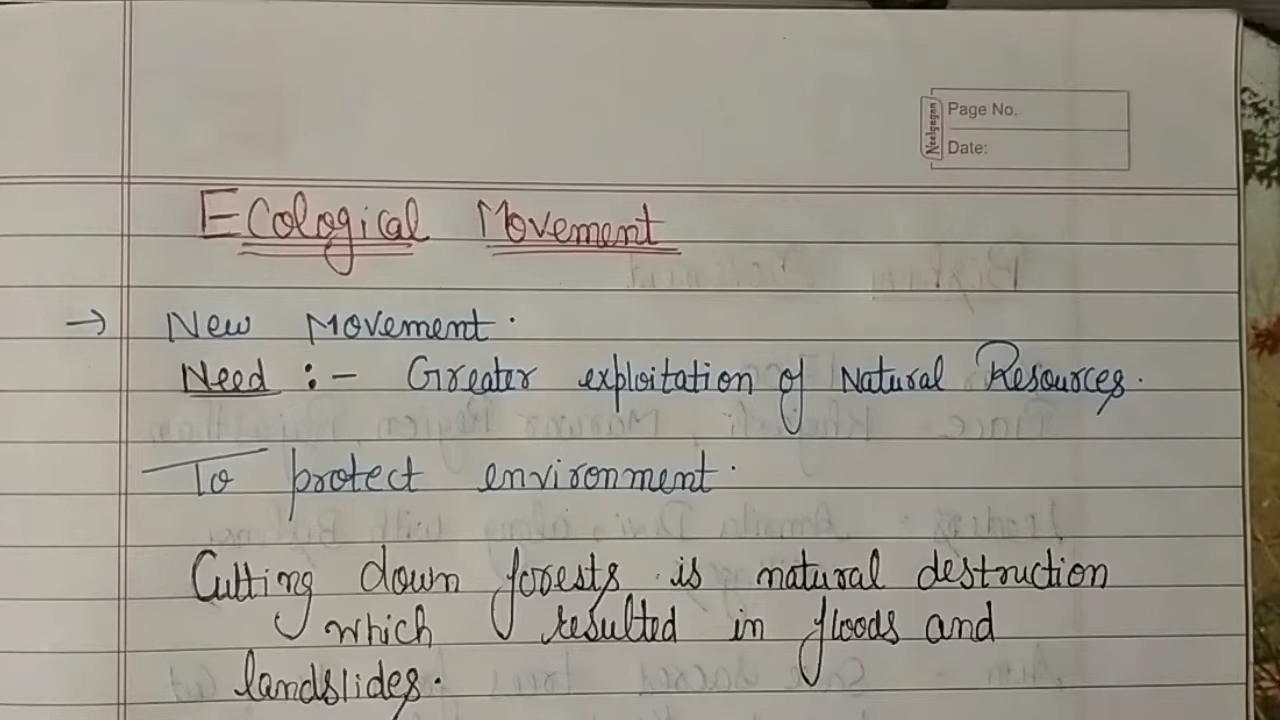 Neelgagan
Page No.
Date:
Ecological Movement
→ New Movement.
Need :- Greater exploitation of Natural Resources.
To protect environment.
Cutting down forests is natural destruction
which resulted in floods and
landslides.